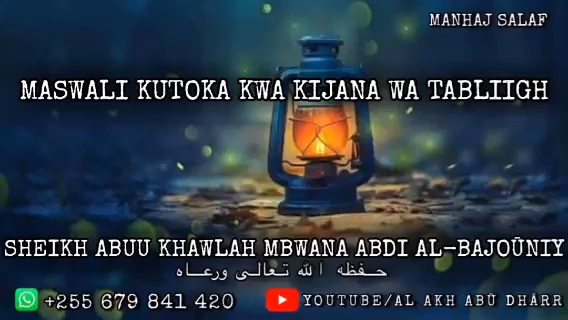 MANHAJ SALAF
MASWALI KUTOKA KWA KIJANA WA TABLIIGH
SHEIKH ABUU KHAWLAH MBWANA ABDI AL-BAJOŪNIY
حفظه الله تعالى ورعاه
+255 679 841 420
YOUTUBE/AL AKH ABŪ DHĀRR